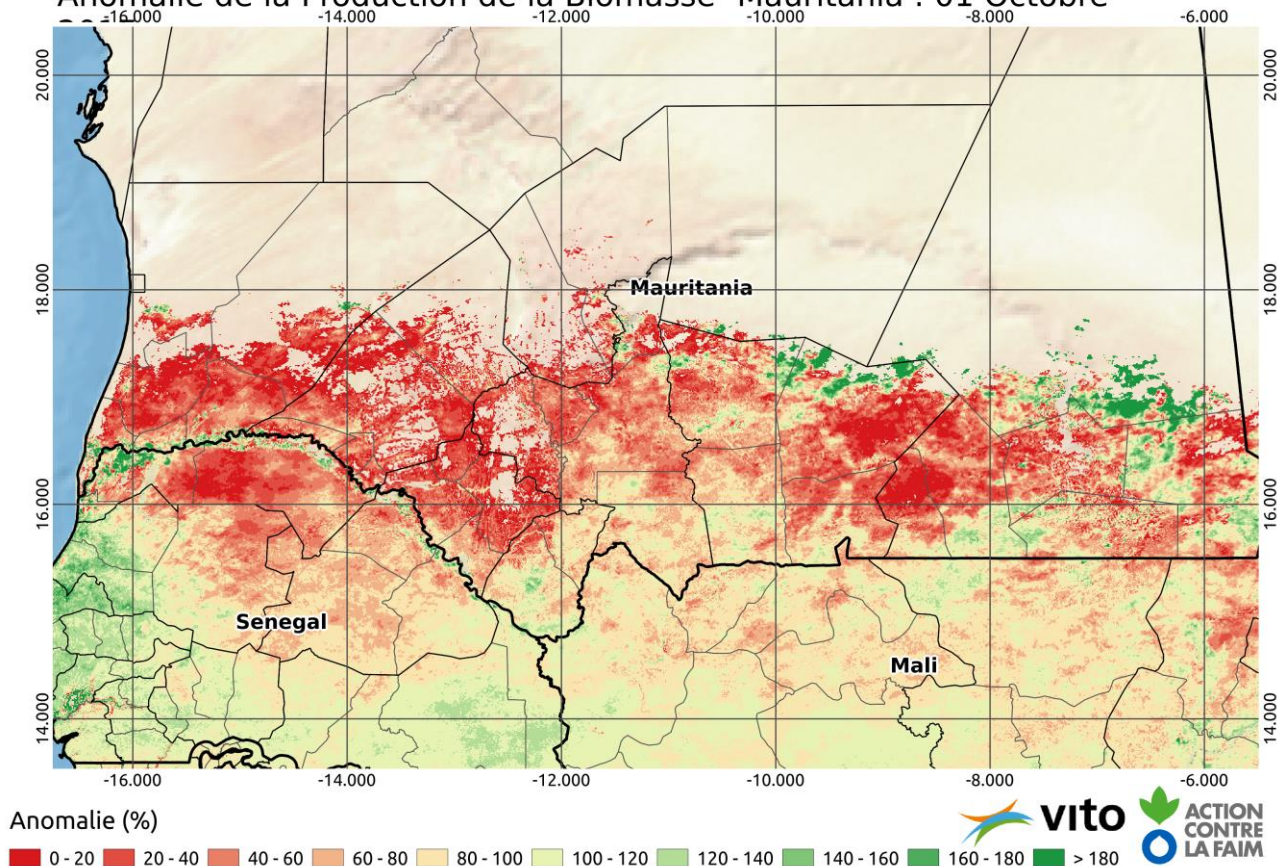 Anomalie de la Production de la Biomasse Mauritania : 01 Octobre
-16.000 -14.000 -12.000 -10.000 -8.000 -6.000
20.000 20.000
18.000 18.000
Mauritania
16.000 16.000
Senegal
Mali
14.000 14.000
-16.000 -14.000 -12.000 -10.000 -8.000 -6.000
Anomalie (%)
vito
ACTION
CONTRE
LA FAIM
0 - 20 20 - 40 40 - 60 60 - 80 80 - 100 100 - 120 120 - 140 140 - 160 160 - 180 > 180